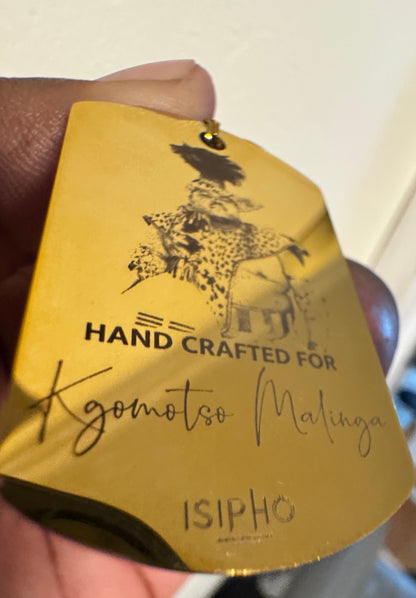 HAND CRAFTED FOR
Kgomotso Malinga
ISIPHO